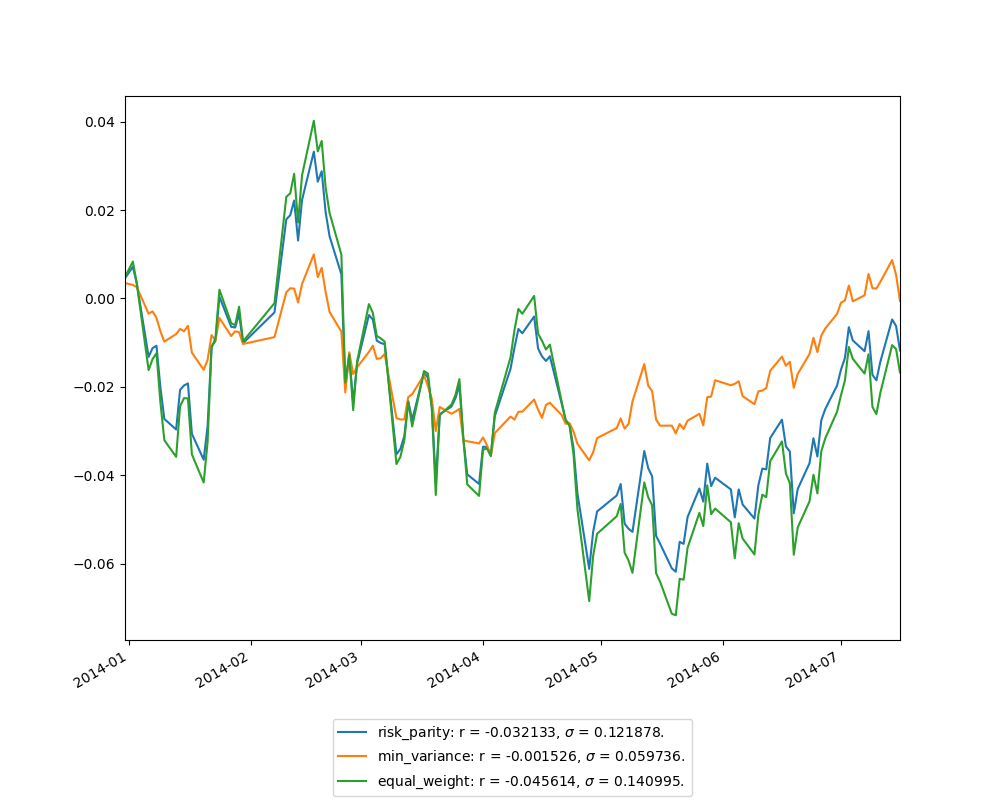 0.04
0.02
0.00
−0.02
−0.04
−0.06
2014-01 2014-02 2014-03 2014-04 2014-05 2014-06 2014-07
risk_parity: r = -0.032133, σ = 0.121878.
min_variance: r = -0.001526, σ = 0.059736.
equal_weight: r = -0.045614, σ = 0.140995.